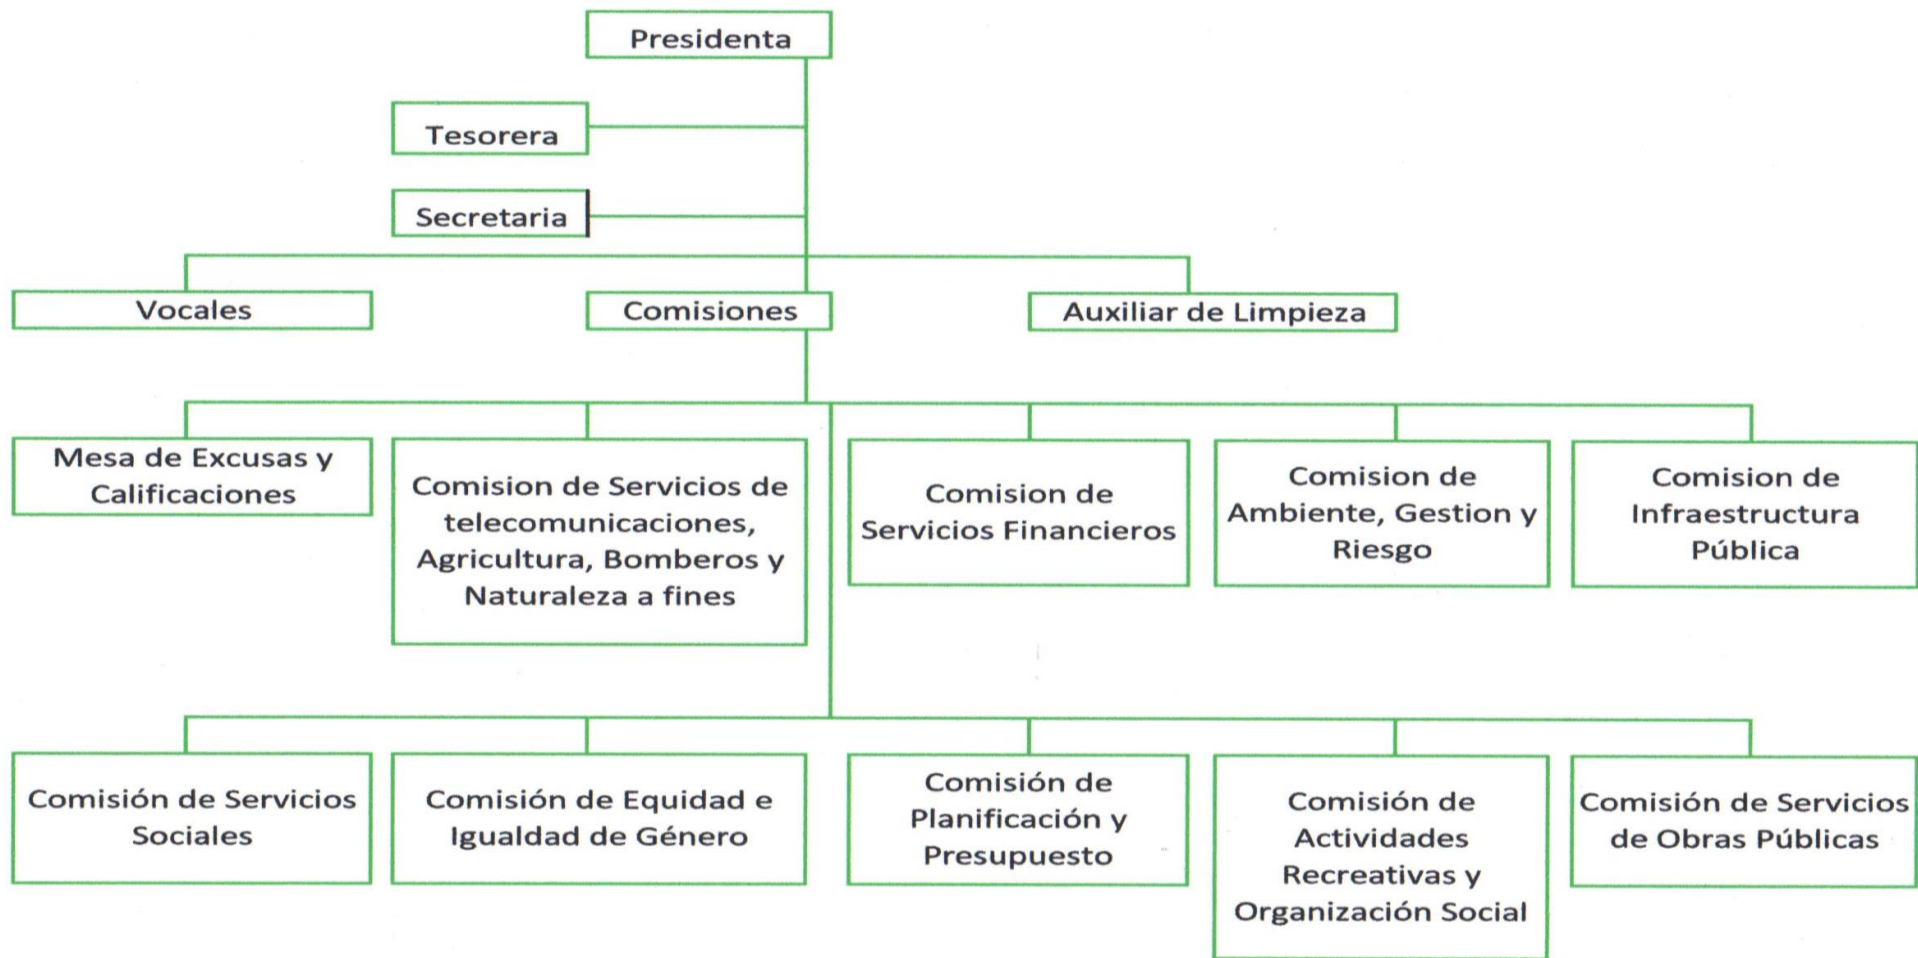 Presidenta
Tesorera
Secretaria
Vocales
Comisiones
Auxiliar de Limpieza
Mesa de Excusas y
Calificaciones
Comision de Servicios de
telecomunicaciones,
Agricultura, Bomberos y
Naturaleza a fines
Comision de
Servicios Financieros
Comision de
Ambiente, Gestion y
Riesgo
Comision de
Infraestructura
Pública
Comisión de Servicios
Sociales
Comisión de Equidad e
Igualdad de Género
Comisión de
Planificación y
Presupuesto
Comisión de
Actividades
Recreativas y
Organización Social
Comisión de Servicios
de Obras Públicas